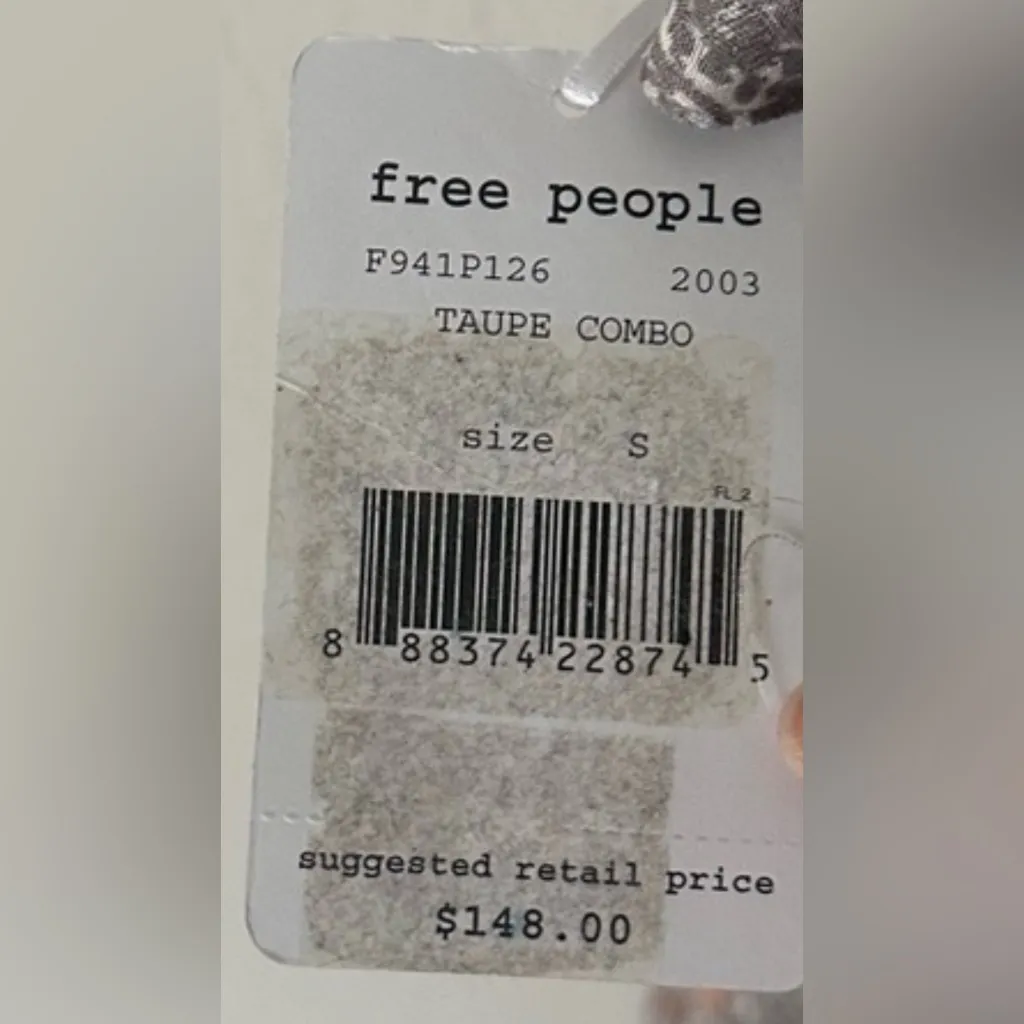 free people
F941P126 2003
TAUPE COMBO
size S
FL_2
8 88374 22874 5
suggested retail price
$148.00